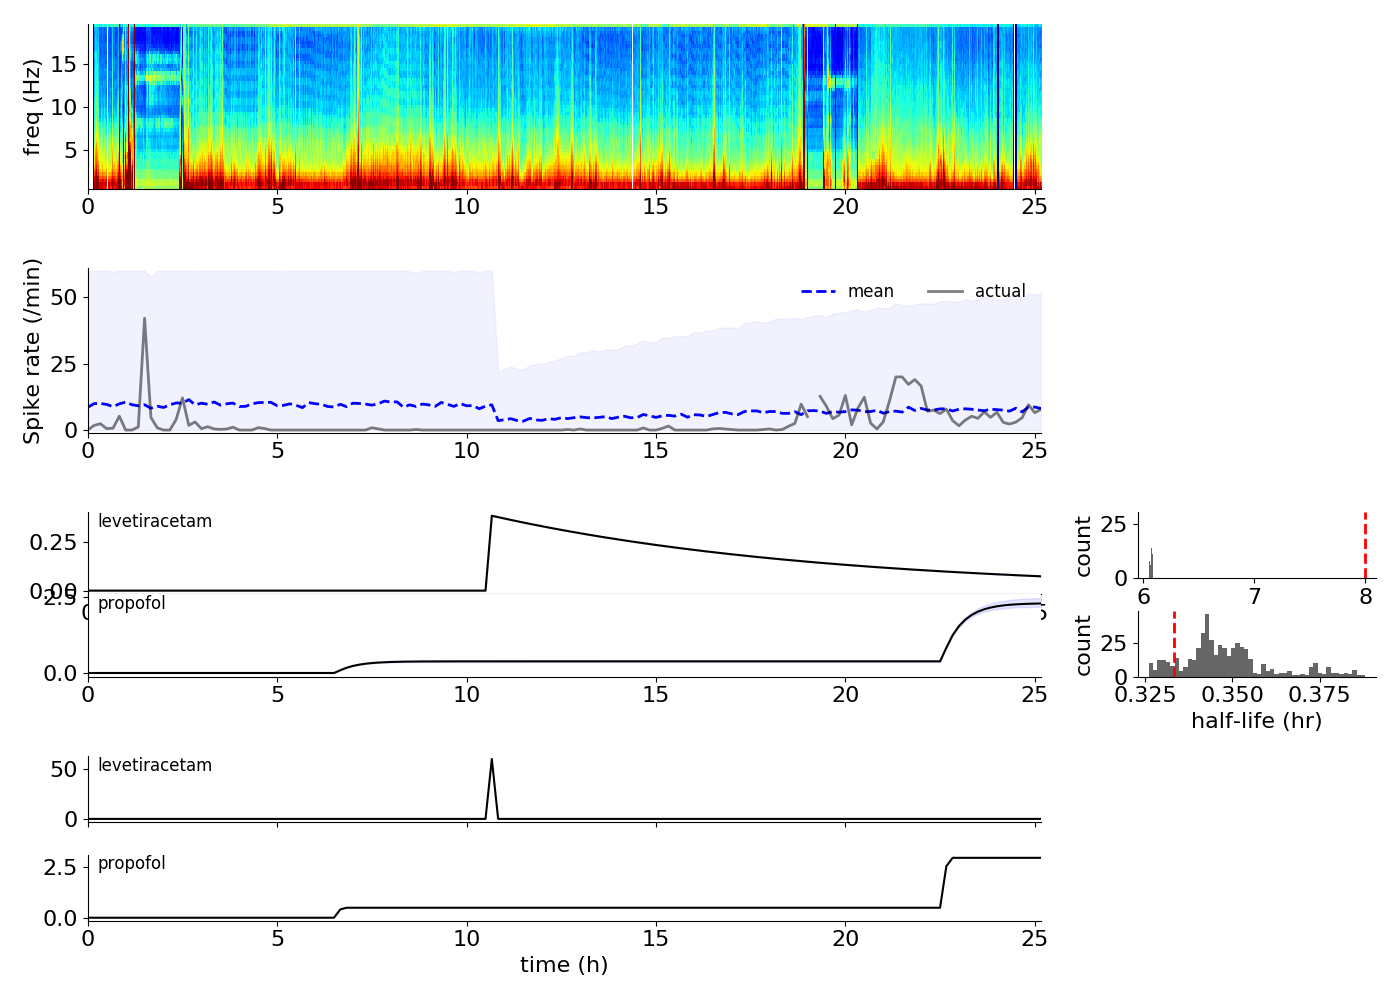 freq (Hz)
15
10
5
0 5 10 15 20 25
Spike rate (/min)
50
25
0
mean actual
0 5 10 15 20 25
levetiracetam
0.25
0.00
count
25
0
6 7 8
propofol
2.5
0.0
0 5 10 15 20 25
count
25
0
0.325 0.350 0.375
half-life (hr)
levetiracetam
50
0
propofol
2.5
0.0
0 5 10 15 20 25
time (h)